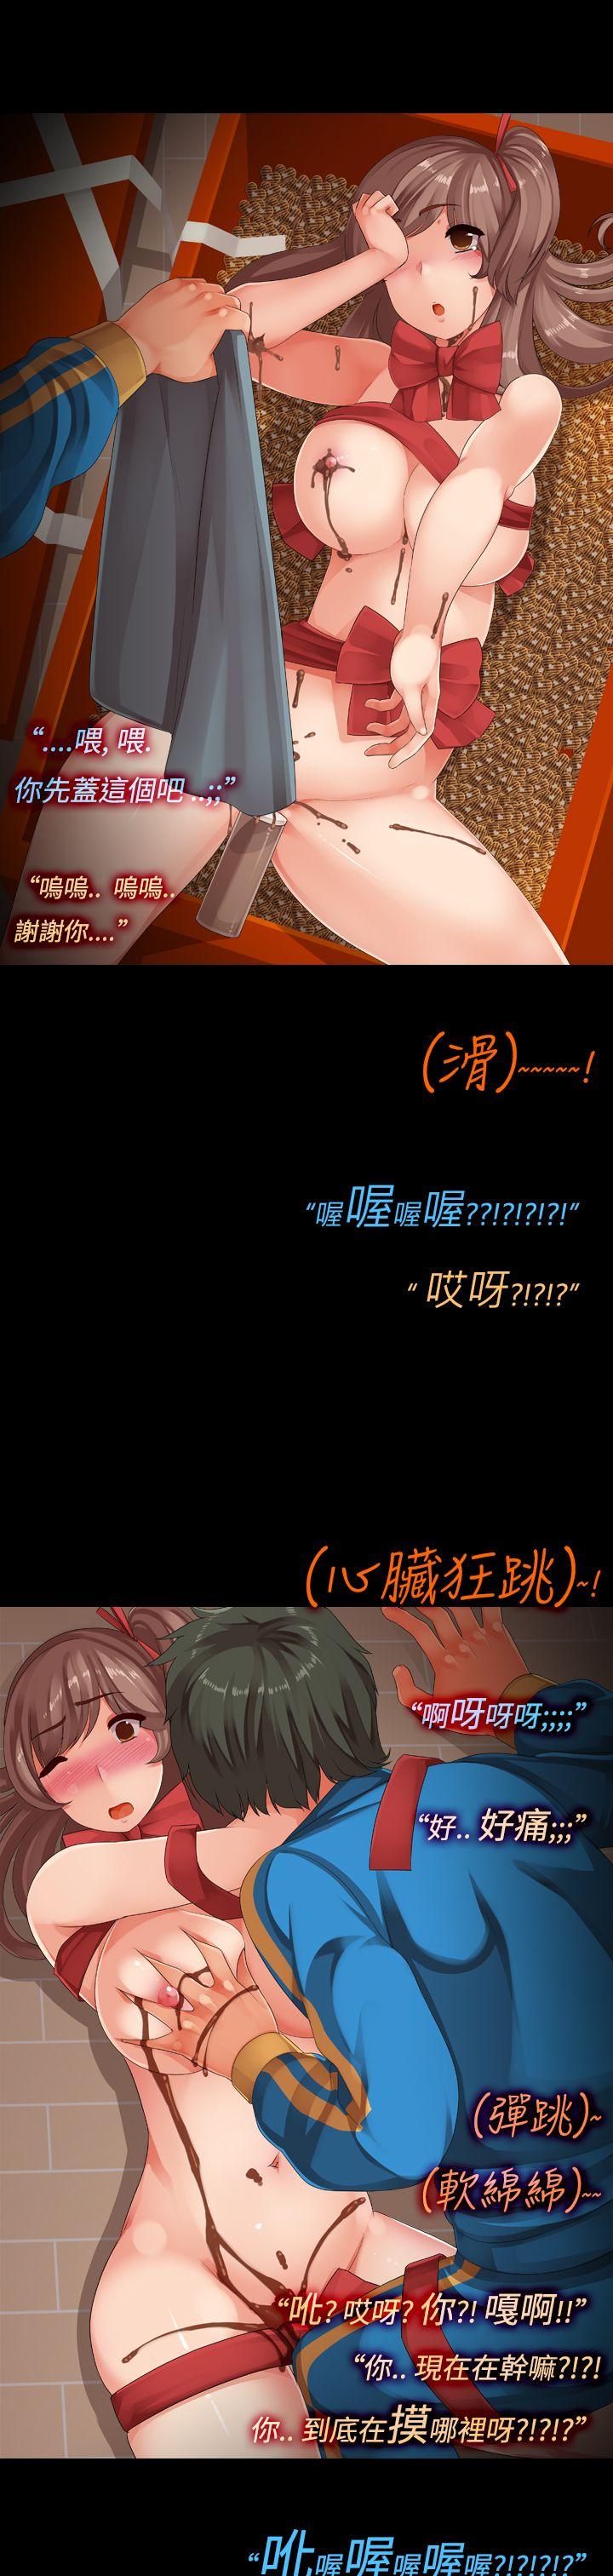 “....喂, 喂.
你先蓋這個吧 ..;;”
“嗚嗚.. 嗚嗚..
謝謝你....”
(滑)~~~~~!
“喔喔喔喔??!?!?!?!”
“ 哎呀?!?!?”
(心臟狂跳)~!
“啊呀呀呀;;;;”
“好.. 好痛;;;”
(彈跳)~
(軟綿綿)~~
“吪? 哎呀? 你?! 嘎啊!!”
“你.. 現在在幹嘛?!?!
你.. 到底在摸哪裡呀?!?!?”
“吪喔喔喔喔喔?!?!?!?”